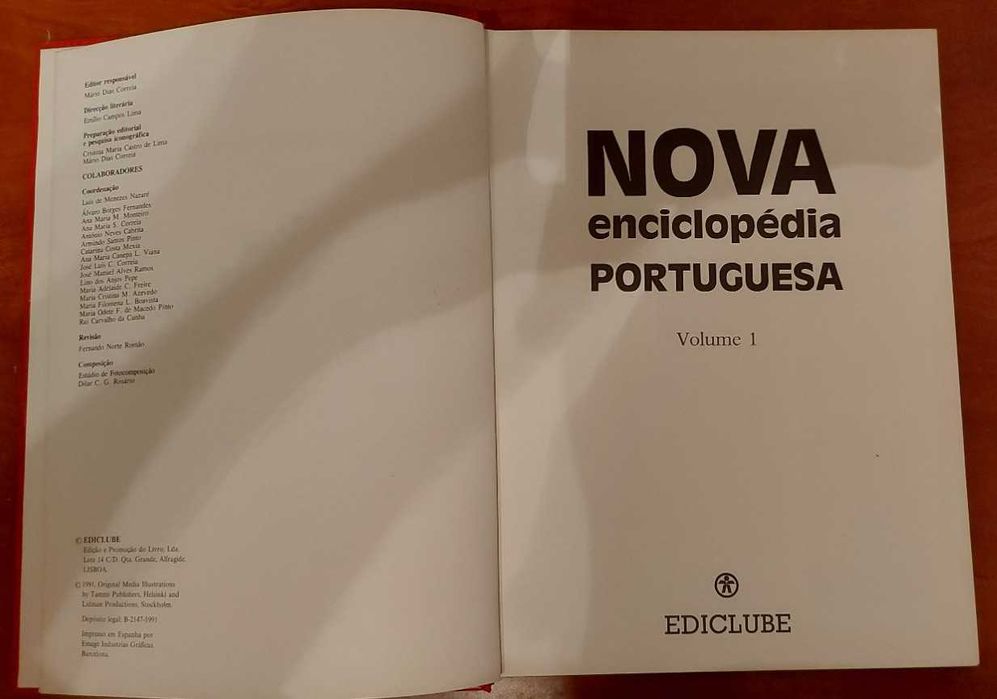 Editor responsável
Mário Dias Correia
Direcção literária
Emílio Campos Lima
Preparação editorial
e pesquisa iconográfica
Cristina Maria Castro de Lima
Mário Dias Correia
COLABORADORES
Coordenação
Luís de Menezes Nazaré
Álvaro Borges Fernandes
Ana Maria M. Monteiro
Ana Maria S. Correia
António Neves Cabrita
Armindo Santos Pinto
Catarina Costa Mexia
Ana Maria Canepa L. Viana
José Luís C. Correia
José Manuel Alves Ramos
Lino dos Anjos Pepe
Maria Adelaide C. Freire
Maria Cristina M. Azevedo
Maria Filomena L. Boavista
Maria Odete F. de Macedo Pinto
Rui Carvalho da Cunha
Revisão
Fernando Norte Romão
Composição
Estúdio de Fotocomposição
Dilar C. G. Rosário
© EDICLUBE
Edição e Promoção do Livro, Lda.
Lote 14 C/D. Qta. Grande, Alfragide.
LISBOA.
© 1991, Original Media Illustrations
by Tammi Publishers, Helsinki and
Lidman Productions, Stockholm.
Depósito legal: B-2147-1991
Impresso em Espanha por
Emogé Industrias Gráficas.
Barcelona.
NOVA
enciclopédia
PORTUGUESA
Volume 1
EDICLUBE